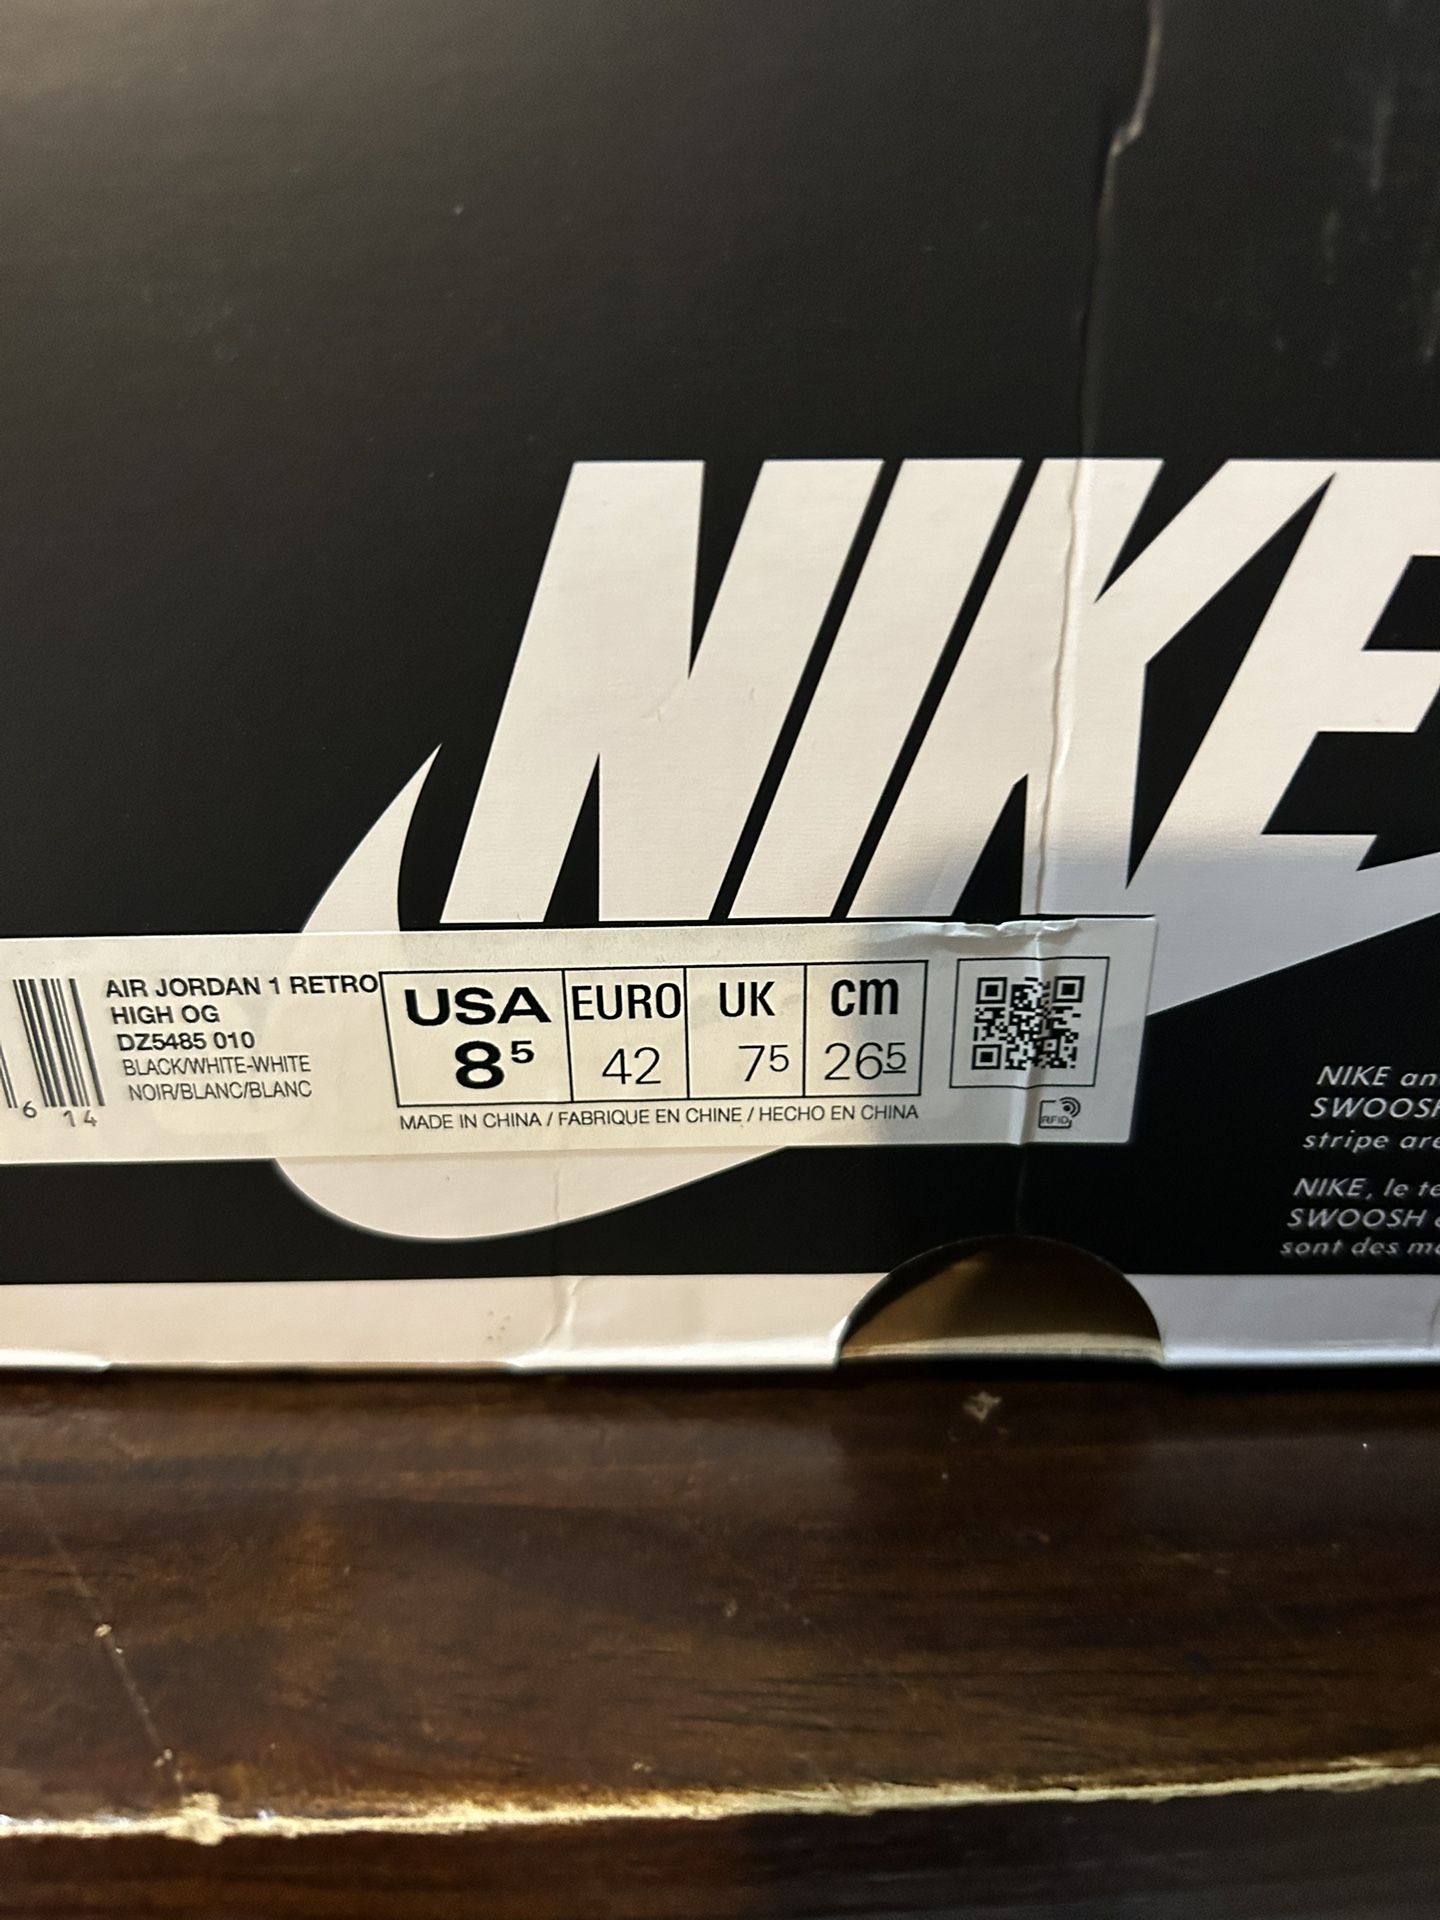 NIKE
AIR JORDAN 1 RETRO
HIGH OG
DZ5485 010
BLACK/WHITE-WHITE
NOIR/BLANC/BLANC
6 14
USA EURO UK cm
8⁵ 42 7⁵ 26⁵
MADE IN CHINA / FABRIQUE EN CHINE / HECHO EN CHINA
RFID
NIKE an
SWOOSH
stripe are
NIKE, le te
SWOOSH
sont des ma